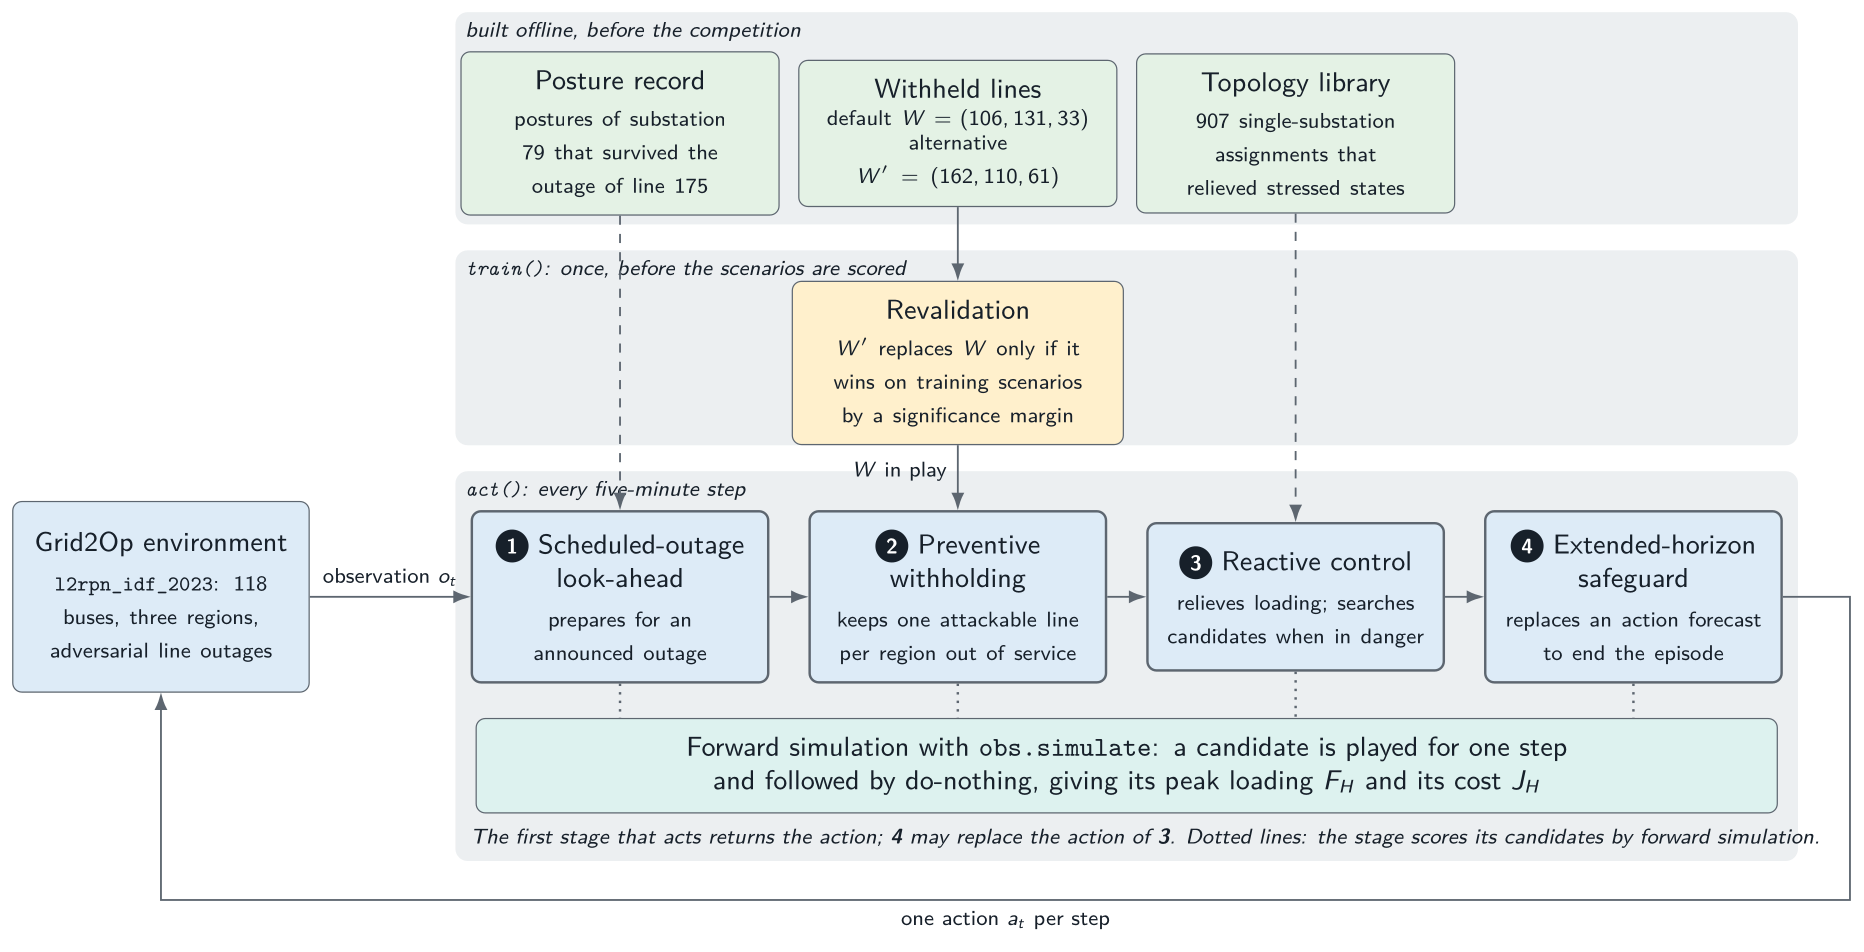 built offline, before the competition
Posture record
postures of substation
79 that survived the
outage of line 175
Withheld lines
default W = (106, 131, 33)
alternative
W′ = (162, 110, 61)
Topology library
907 single-substation
assignments that
relieved stressed states
train(): once, before the scenarios are scored
Revalidation
W′ replaces W only if it
wins on training scenarios
by a significance margin
W in play
act(): every five-minute step
Grid2Op environment
l2rpn_idf_2023: 118
buses, three regions,
adversarial line outages
observation oₜ
1 Scheduled-outage
look-ahead
prepares for an
announced outage
2 Preventive
withholding
keeps one attackable line
per region out of service
3 Reactive control
relieves loading; searches
candidates when in danger
4 Extended-horizon
safeguard
replaces an action forecast
to end the episode
Forward simulation with obs.simulate: a candidate is played for one step
and followed by do-nothing, giving its peak loading F_H and its cost J_H
The first stage that acts returns the action; 4 may replace the action of 3. Dotted lines: the stage scores its candidates by forward simulation.
one action aₜ per step